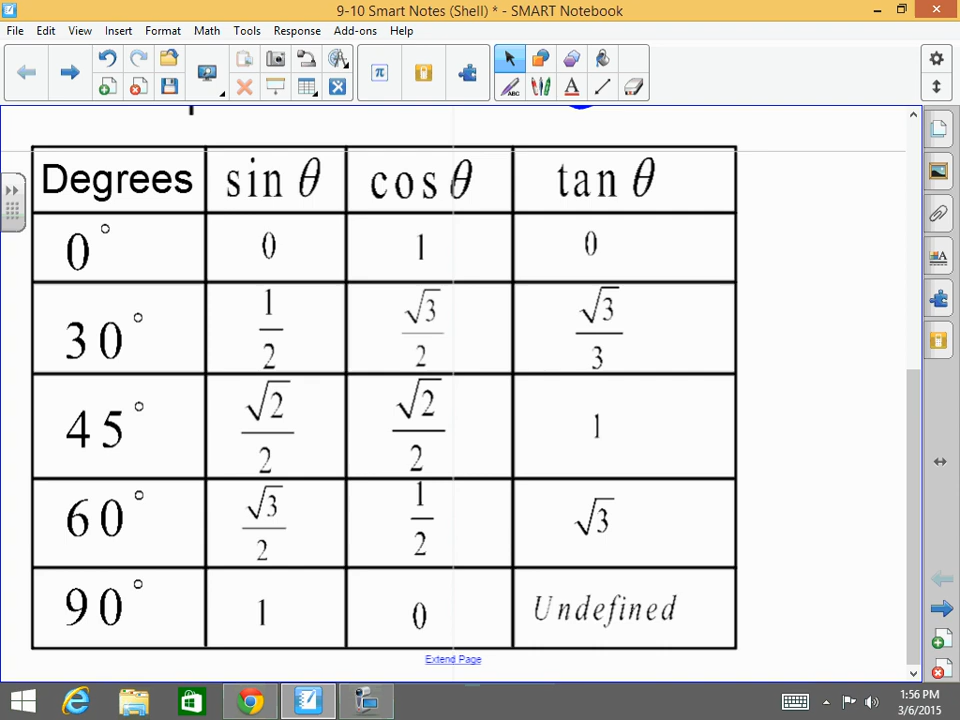 9-10 Smart Notes (Shell) * - SMART Notebook
File Edit View Insert Format Math Tools Response Add-ons Help
π
ABC
A
Degrees sin θ cos θ tan θ
0° 0 1 0
30° 1/2 √3/2 √3/3
45° √2/2 √2/2 1
60° √3/2 1/2 √3
90° 1 0 Undefined
Extend Page
1:56 PM
3/6/2015